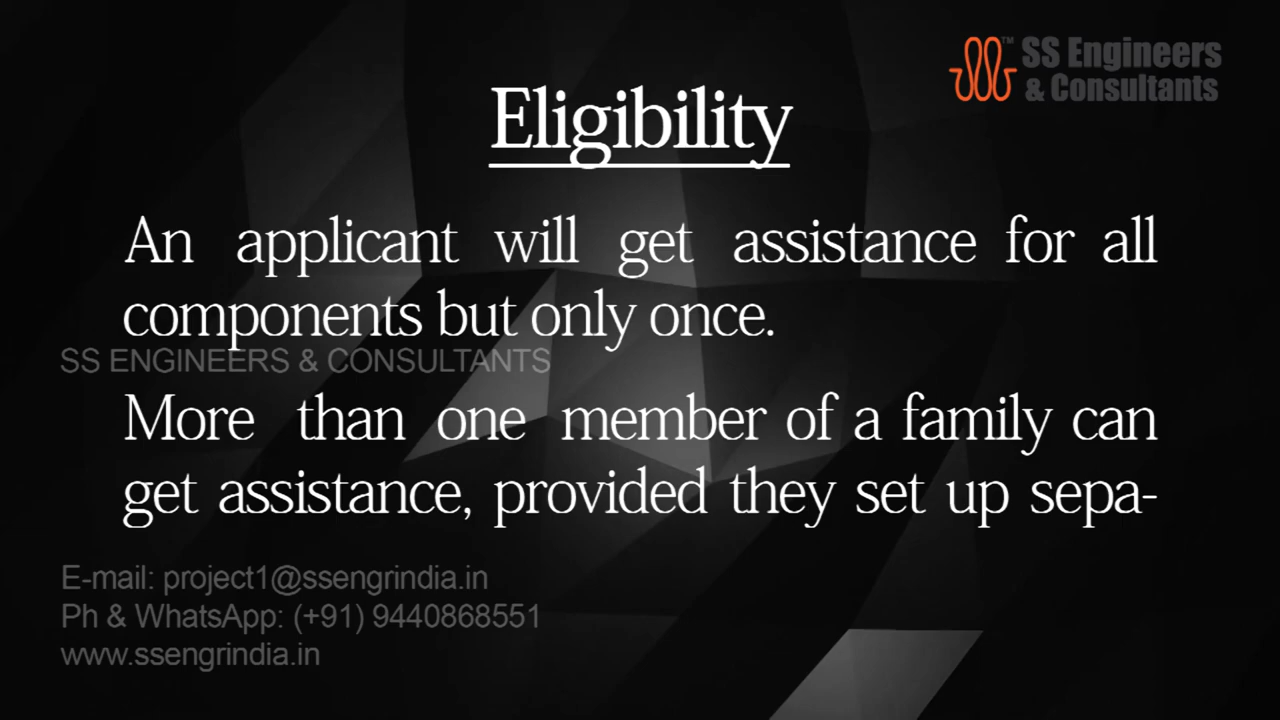 ™ SS Engineers
& Consultants
Eligibility
An applicant will get assistance for all
components but only once.
SS ENGINEERS & CONSULTANTS
More than one member of a family can
get assistance, provided they set up sepa-
E-mail: project1@ssengrindia.in
Ph & WhatsApp: (+91) 9440868551
www.ssengrindia.in